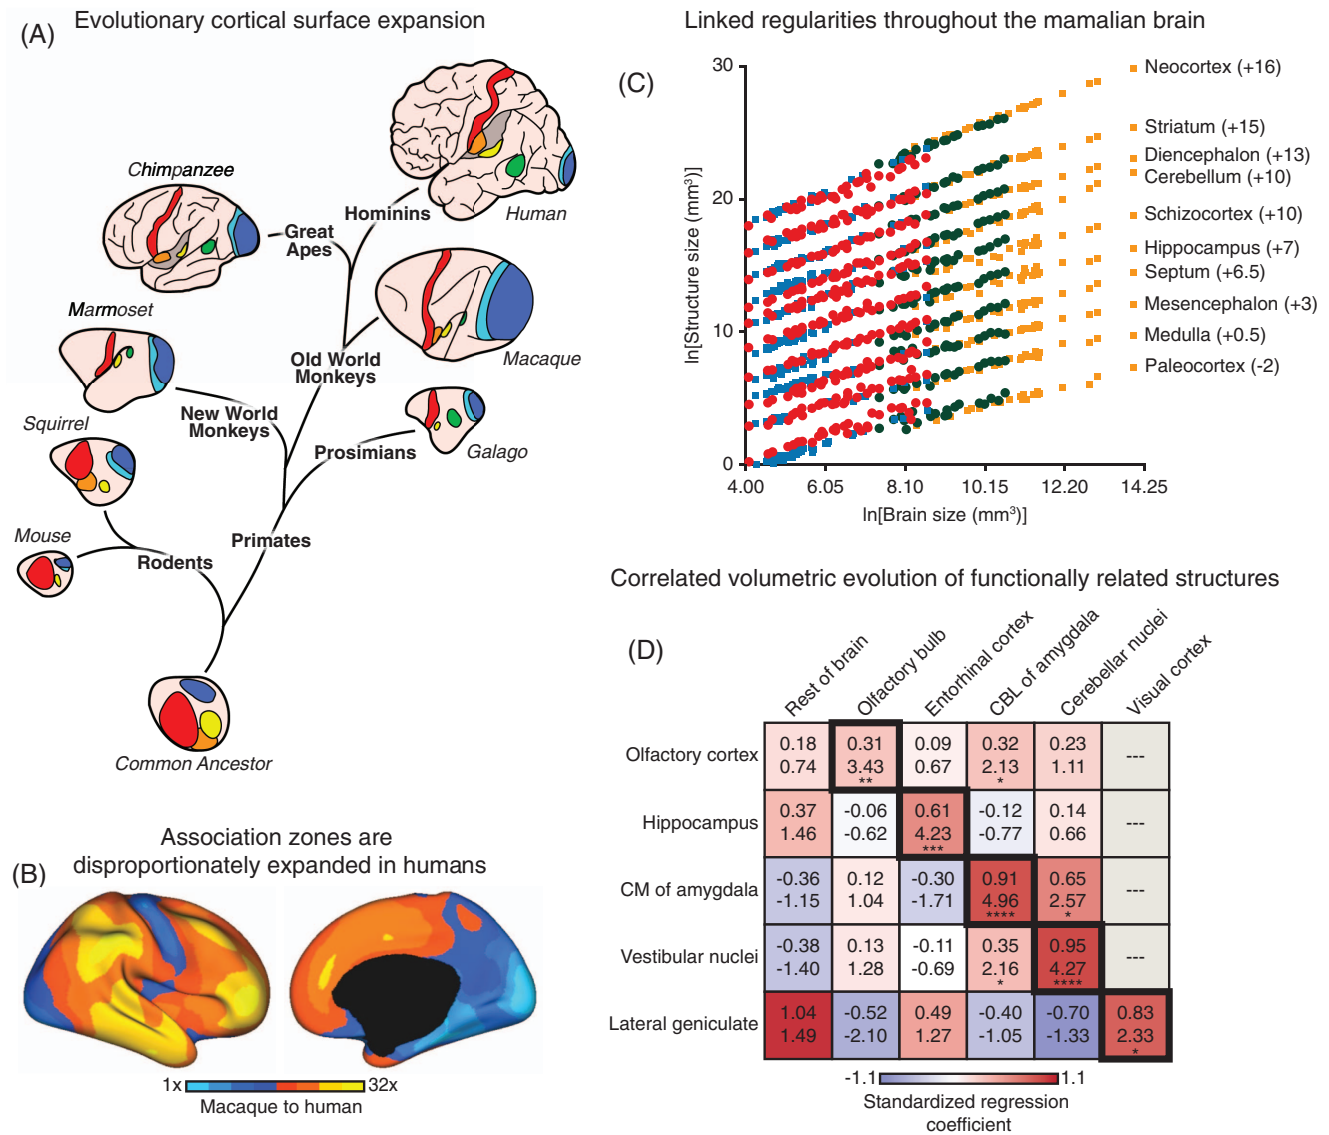 Evolutionary cortical surface expansion
(A)
Chimpanzee
Hominins
Human
Great
Apes
Marmoset
Old World
Monkeys
Macaque
New World
Monkeys
Squirrel
Prosimians
Galago
Mouse
Rodents
Primates
Common Ancestor
Association zones are
disproportionately expanded in humans
(B)
1x
32x
Macaque to human
Linked regularities throughout the mamalian brain
(C)
30
20
10
0
ln[Structure size (mm³)]
4.00 6.05 8.10 10.15 12.20 14.25
ln[Brain size (mm³)]
Neocortex (+16)
Striatum (+15)
Diencephalon (+13)
Cerebellum (+10)
Schizocortex (+10)
Hippocampus (+7)
Septum (+6.5)
Mesencephalon (+3)
Medulla (+0.5)
Paleocortex (-2)
Correlated volumetric evolution of functionally related structures
(D)
Rest of brain
Olfactory bulb
Entorhinal cortex
CBL of amygdala
Cerebellar nuclei
Visual cortex
Olfactory cortex
0.18 0.31 0.09 0.32 0.23 ---
0.74 3.43 0.67 2.13 1.11
** *
Hippocampus
0.37 -0.06 0.61 -0.12 0.14 ---
1.46 -0.62 4.23 -0.77 0.66
***
CM of amygdala
-0.36 0.12 -0.30 0.91 0.65 ---
-1.15 1.04 -1.71 4.96 2.57
**** *
Vestibular nuclei
-0.38 0.13 -0.11 0.35 0.95 ---
-1.40 1.28 -0.69 2.16 4.27
* ****
Lateral geniculate
1.04 -0.52 0.49 -0.40 -0.70 0.83
1.49 -2.10 1.27 -1.05 -1.33 2.33
*
-1.1
1.1
Standardized regression
coefficient